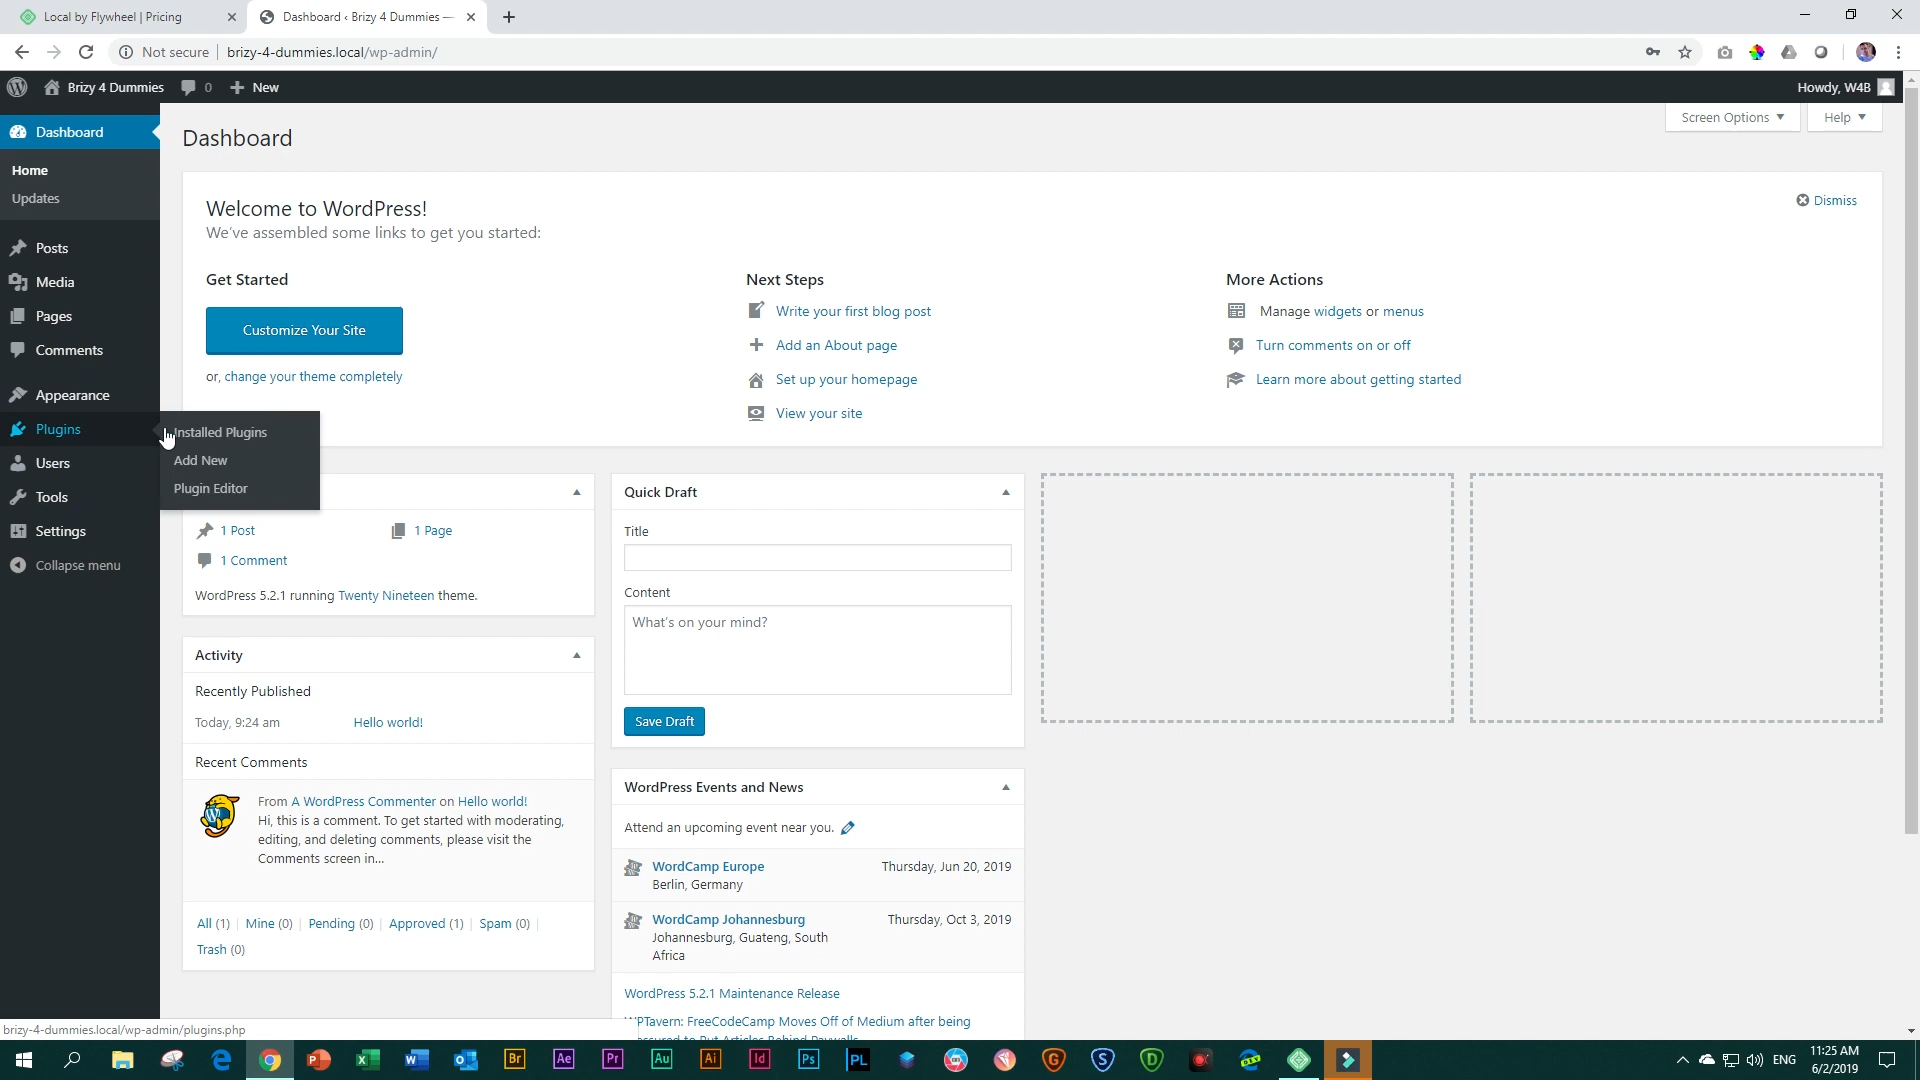 Local by Flywheel | Pricing
Dashboard ‹ Brizy 4 Dummies —
Not secure
brizy-4-dummies.local/wp-admin/
Brizy 4 Dummies
0
New
Howdy, W4B
Dashboard
Home
Updates
Posts
Media
Pages
Comments
Appearance
Plugins
Users
Tools
Settings
Collapse menu
Installed Plugins
Add New
Plugin Editor
Dashboard
Screen Options
Help
Welcome to WordPress!
We've assembled some links to get you started:
Dismiss
Get Started
Customize Your Site
or, change your theme completely
Next Steps
Write your first blog post
Add an About page
Set up your homepage
View your site
More Actions
Manage widgets or menus
Turn comments on or off
Learn more about getting started
1 Post
1 Page
1 Comment
WordPress 5.2.1 running Twenty Nineteen theme.
Activity
Recently Published
Today, 9:24 am
Hello world!
Recent Comments
From A WordPress Commenter on Hello world!
Hi, this is a comment. To get started with moderating,
editing, and deleting comments, please visit the
Comments screen in...
All (1) | Mine (0) | Pending (0) | Approved (1) | Spam (0) |
Trash (0)
Quick Draft
Title
Content
What's on your mind?
Save Draft
WordPress Events and News
Attend an upcoming event near you.
WordCamp Europe
Thursday, Jun 20, 2019
Berlin, Germany
WordCamp Johannesburg
Thursday, Oct 3, 2019
Johannesburg, Guateng, South
Africa
WordPress 5.2.1 Maintenance Release
WPTavern: FreeCodeCamp Moves Off of Medium after being
brizy-4-dummies.local/wp-admin/plugins.php
Br
Ae
Pr
Au
Ai
Id
Ps
PL
ENG
11:25 AM
6/2/2019